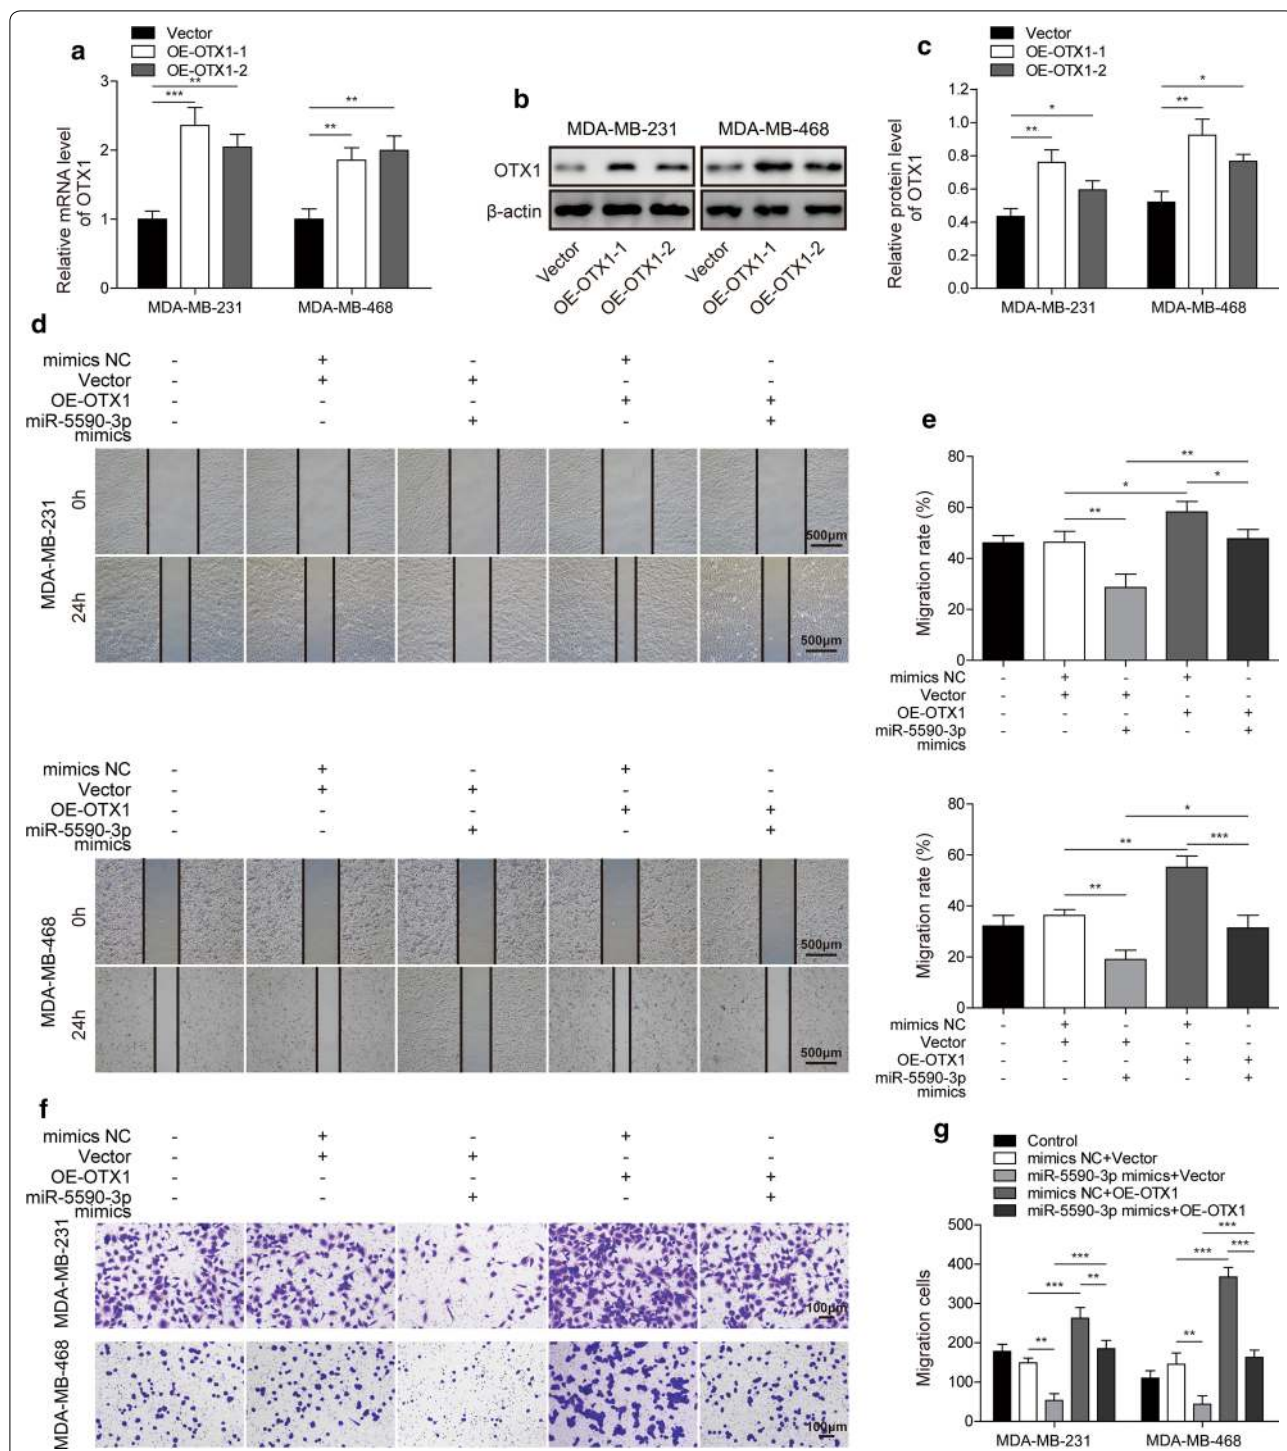 a
Vector
OE-OTX1-1
OE-OTX1-2
Relative mRNA level
of OTX1
3
2
1
0
***
**
**
**
MDA-MB-231
MDA-MB-468
b
MDA-MB-231
MDA-MB-468
OTX1
β-actin
Vector
OE-OTX1-1
OE-OTX1-2
Vector
OE-OTX1-1
OE-OTX1-2
c
Vector
OE-OTX1-1
OE-OTX1-2
Relative protein level
of OTX1
1.2
1.0
0.8
0.6
0.4
0.2
0.0
**
*
**
*
MDA-MB-231
MDA-MB-468
d
mimics NC - + - + -
Vector - + + - -
OE-OTX1 - - - + +
miR-5590-3p - - + - +
mimics
MDA-MB-231
0h
500μm
24h
500μm
mimics NC - + - + -
Vector - + + - -
OE-OTX1 - - - + +
miR-5590-3p - - + - +
mimics
MDA-MB-468
0h
500μm
24h
500μm
e
Migration rate (%)
80
60
40
20
0
**
*
*
**
mimics NC - + - + -
Vector - + + - -
OE-OTX1 - - - + +
miR-5590-3p - - + - +
mimics
Migration rate (%)
80
60
40
20
0
*
**
***
**
mimics NC - + - + -
Vector - + + - -
OE-OTX1 - - - + +
miR-5590-3p - - + - +
mimics
f
mimics NC - + - + -
Vector - + + - -
OE-OTX1 - - - + +
miR-5590-3p - - + - +
mimics
MDA-MB-231
100μm
MDA-MB-468
100μm
g
Control
mimics NC+Vector
miR-5590-3p mimics+Vector
mimics NC+OE-OTX1
miR-5590-3p mimics+OE-OTX1
Migration cells
500
400
300
200
100
0
**
***
***
**
**
***
***
***
MDA-MB-231
MDA-MB-468